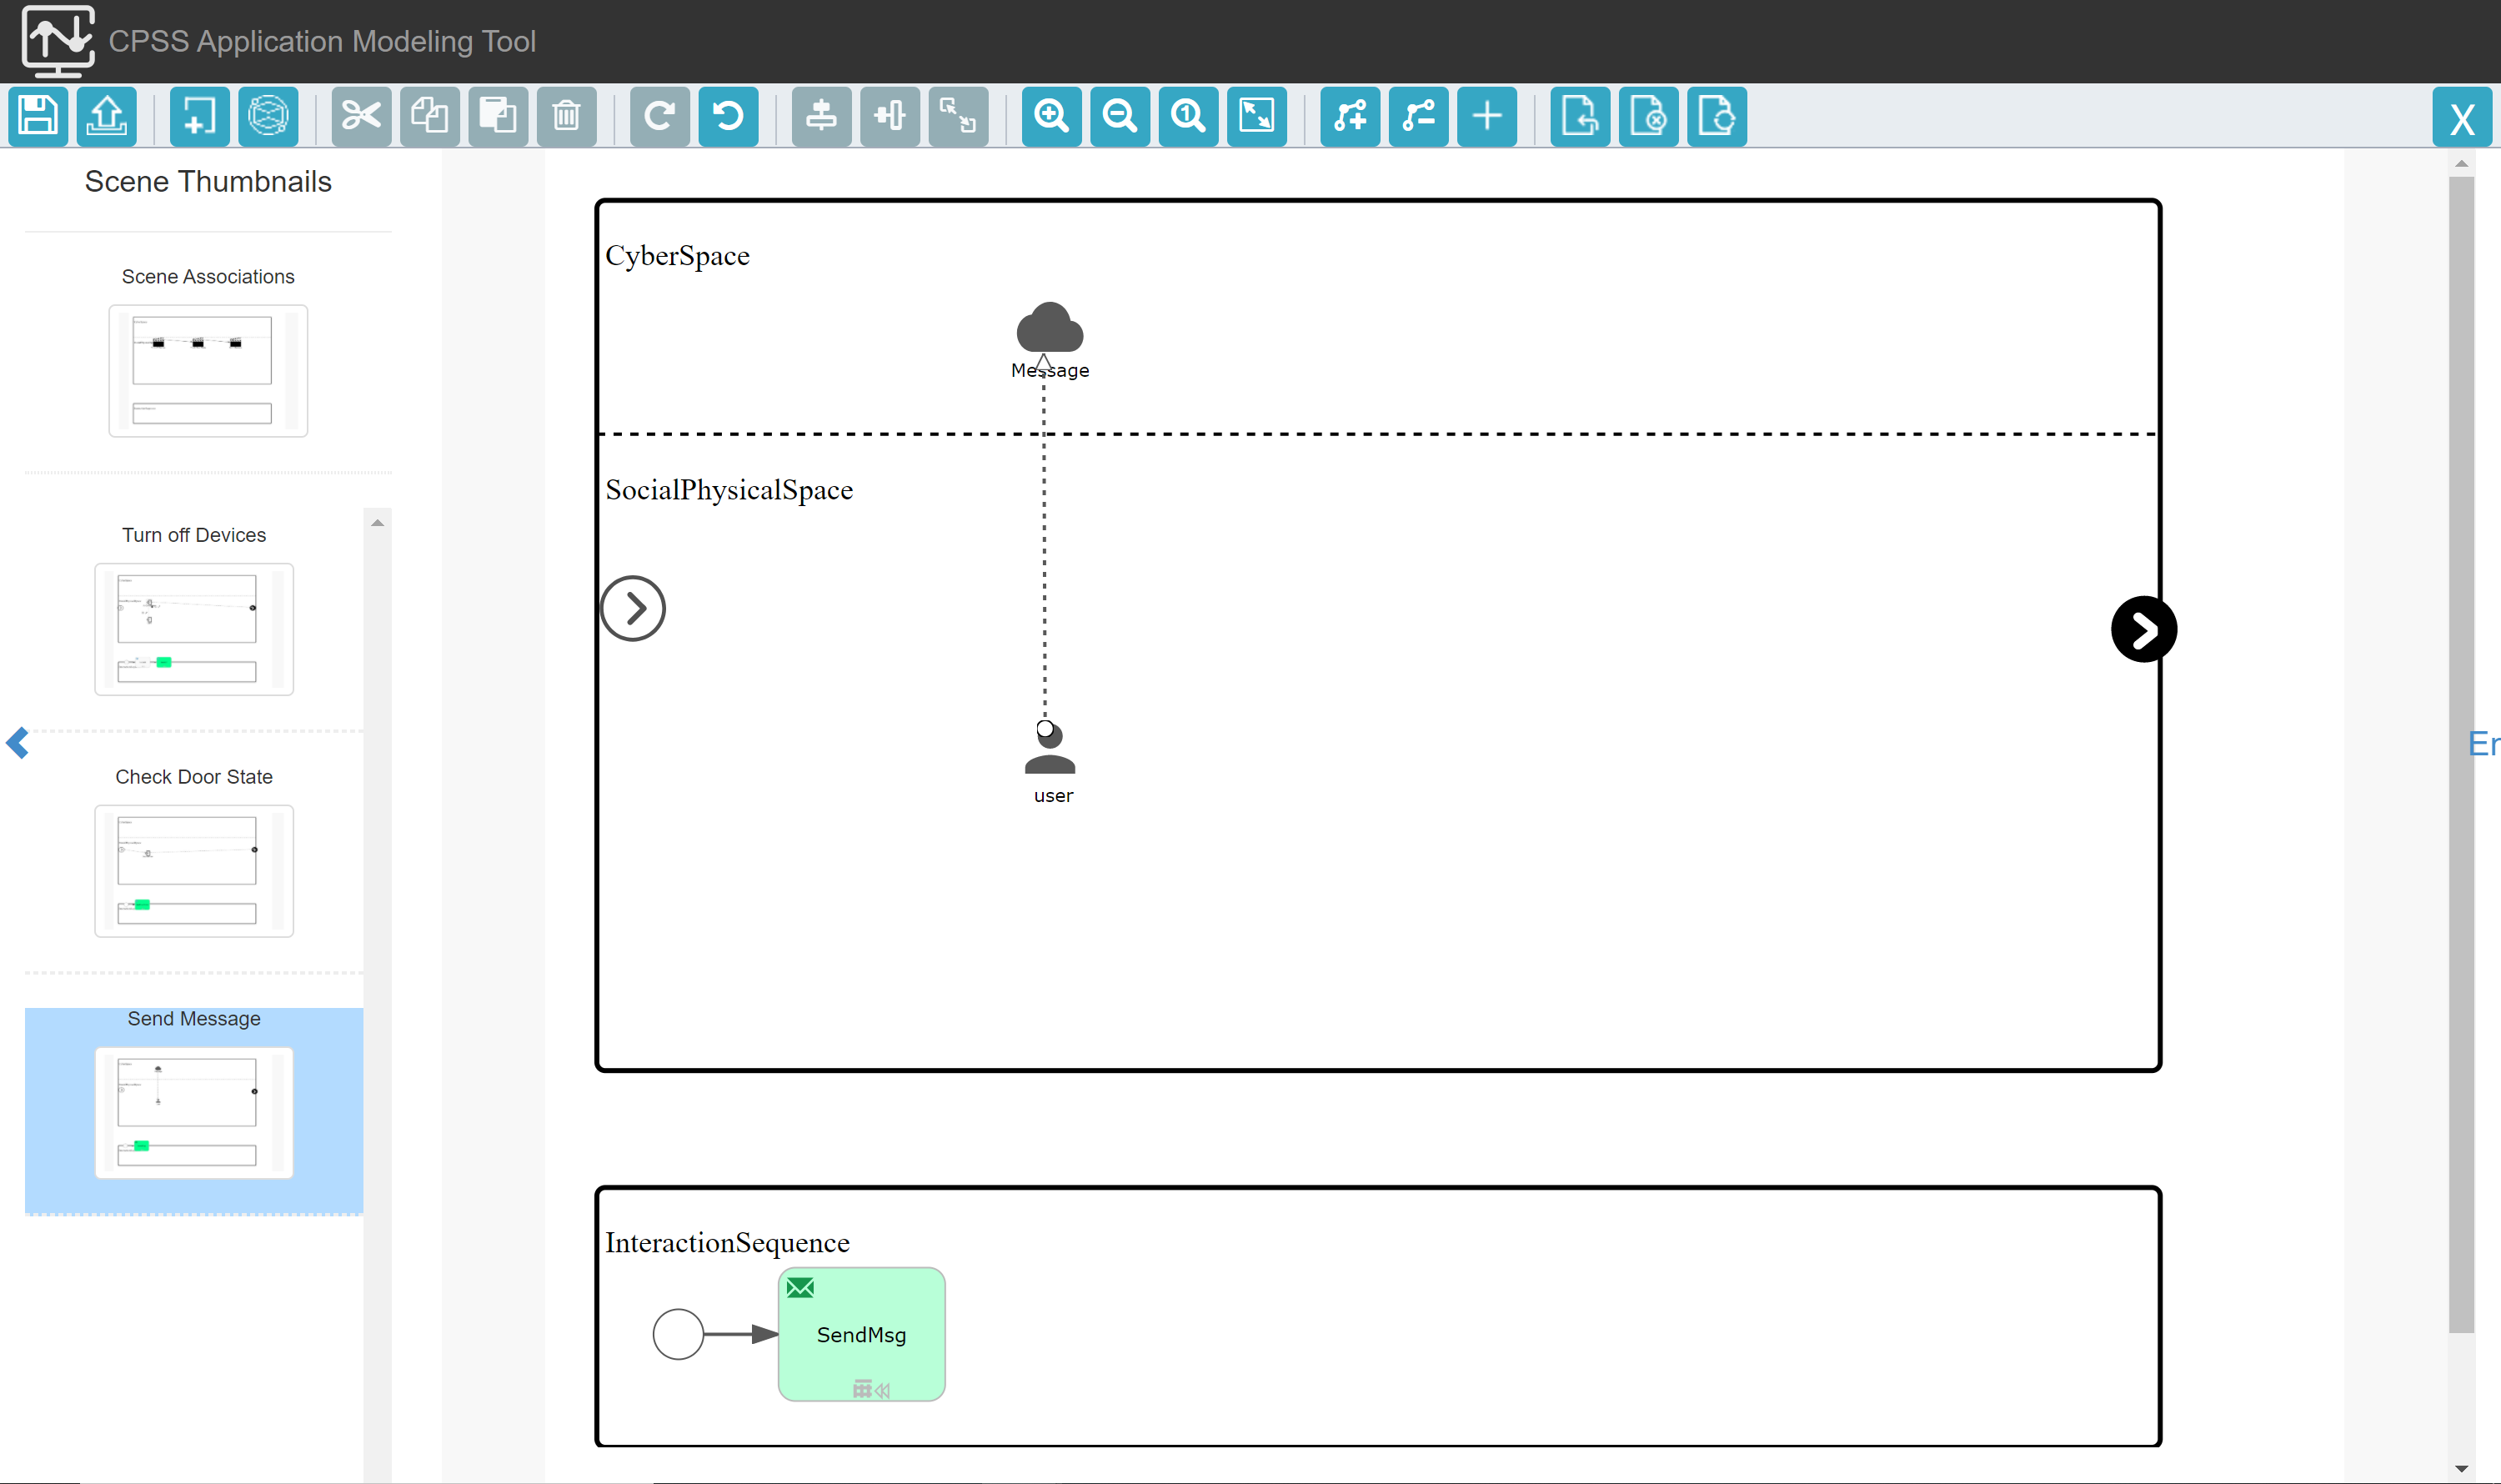 CPSS Application Modeling Tool
X
Scene Thumbnails
Scene Associations
Turn off Devices
Check Door State
Send Message
CyberSpace
Message
SocialPhysicalSpace
user
InteractionSequence
SendMsg